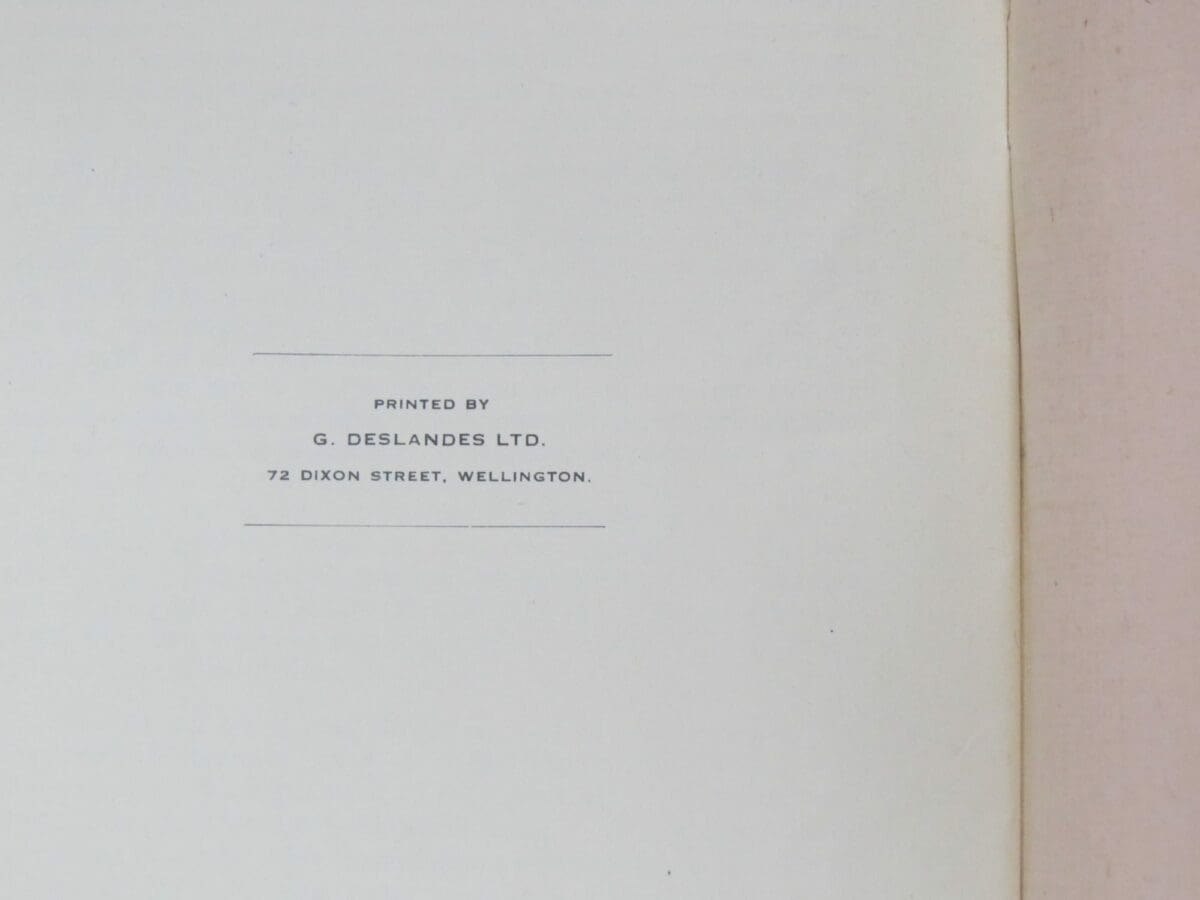 PRINTED BY
G. DESLANDES LTD.
72 DIXON STREET, WELLINGTON.